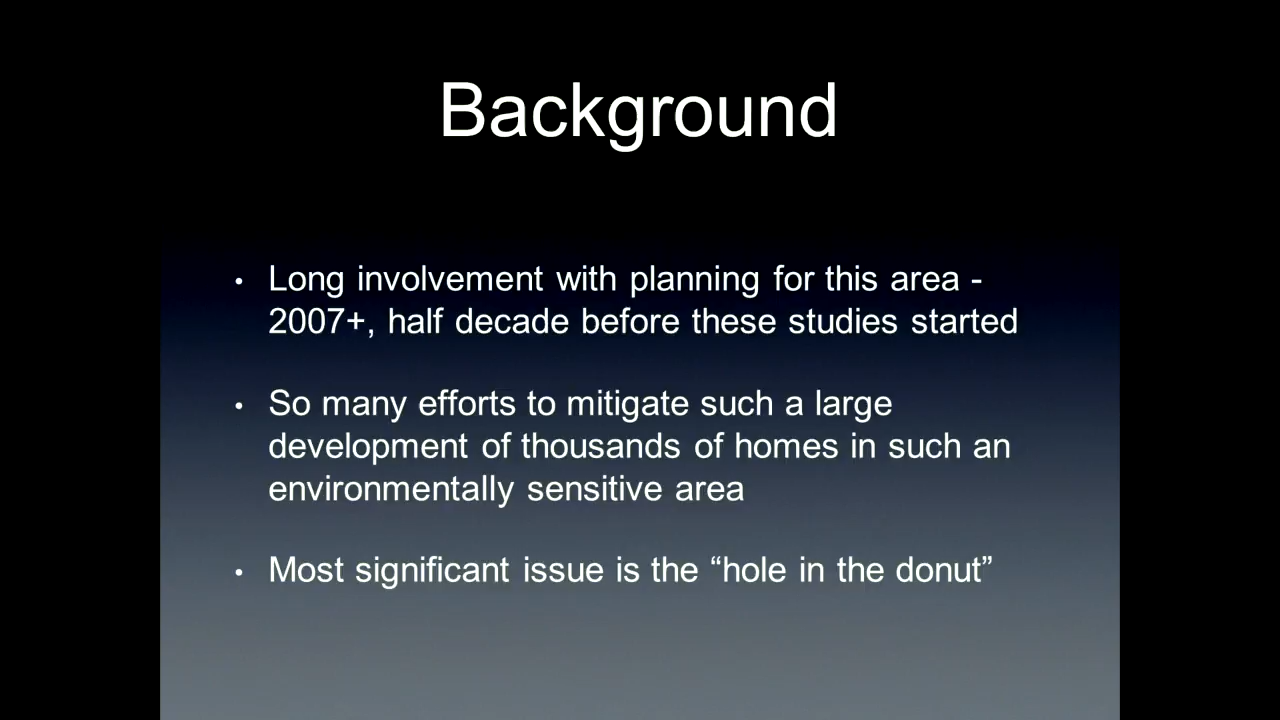 Background
• Long involvement with planning for this area -
2007+, half decade before these studies started
• So many efforts to mitigate such a large
development of thousands of homes in such an
environmentally sensitive area
• Most significant issue is the “hole in the donut”